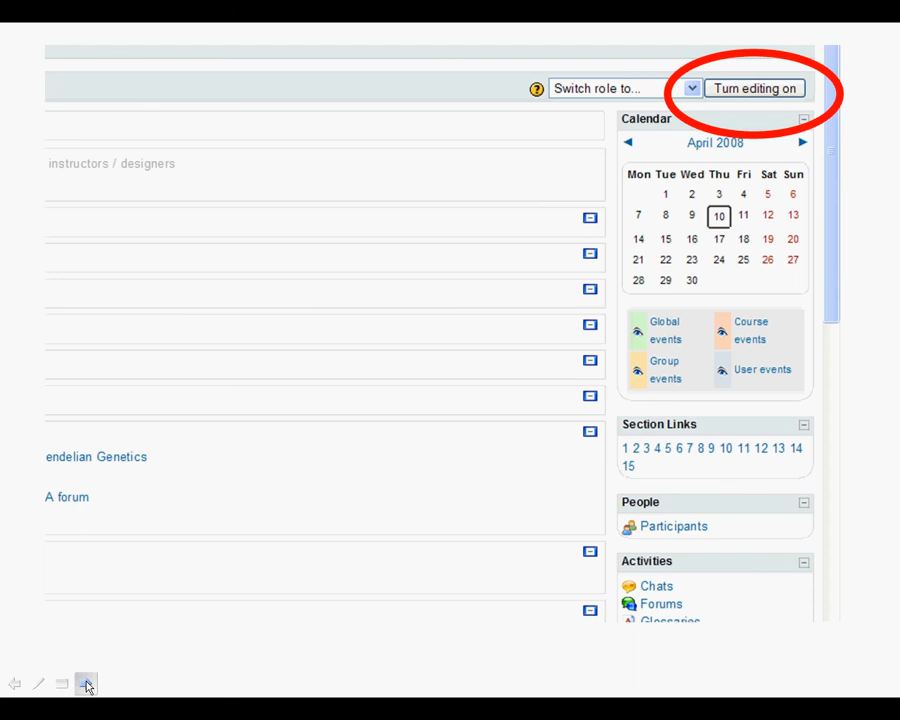 ? Switch role to... Turn editing on
Calendar
April 2008
instructors / designers
Mon Tue Wed Thu Fri Sat Sun
1 2 3 4 5 6
7 8 9 10 11 12 13
14 15 16 17 18 19 20
21 22 23 24 25 26 27
28 29 30
Global events
Course events
Group events
User events
Section Links
1 2 3 4 5 6 7 8 9 10 11 12 13 14
15
endelian Genetics
A forum
People
Participants
Activities
Chats
Forums
Glossaries